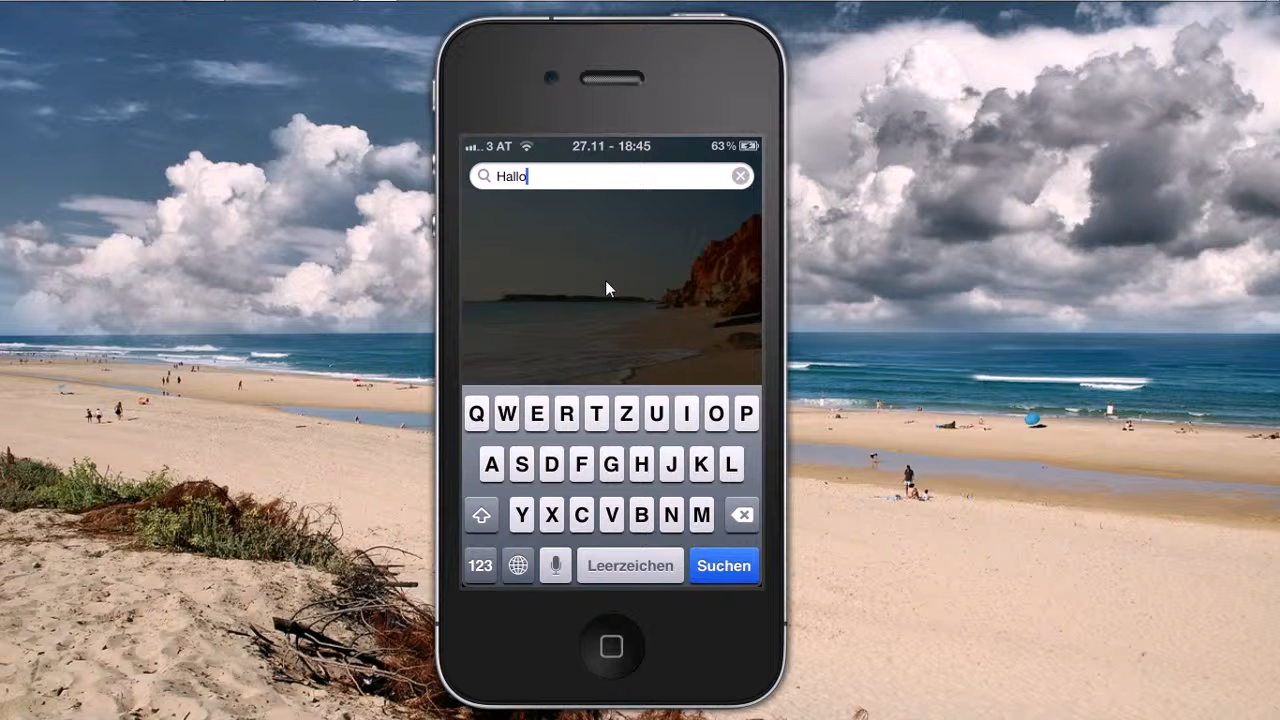 3 AT 27.11 - 18:45 63%
Hallo
Q W E R T Z U I O P
A S D F G H J K L
Y X C V B N M
123 Leerzeichen Suchen